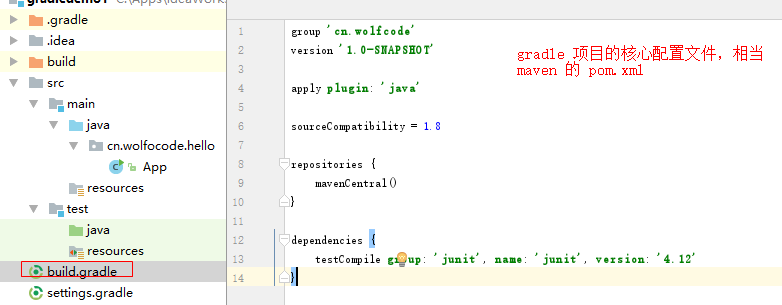 .gradle
.idea
build
src
main
java
cn.wolfocode.hello
App
resources
test
java
resources
build.gradle
settings.gradle
1 group 'cn.wolfcode'
2 version '1.0-SNAPSHOT'
3
4 apply plugin: 'java'
5
6 sourceCompatibility = 1.8
7
8 repositories {
9 mavenCentral()
10 }
11
12 dependencies {
13 testCompile group: 'junit', name: 'junit', version: '4.12'
14 }
gradle 项目的核心配置文件，相当
maven 的 pom.xml